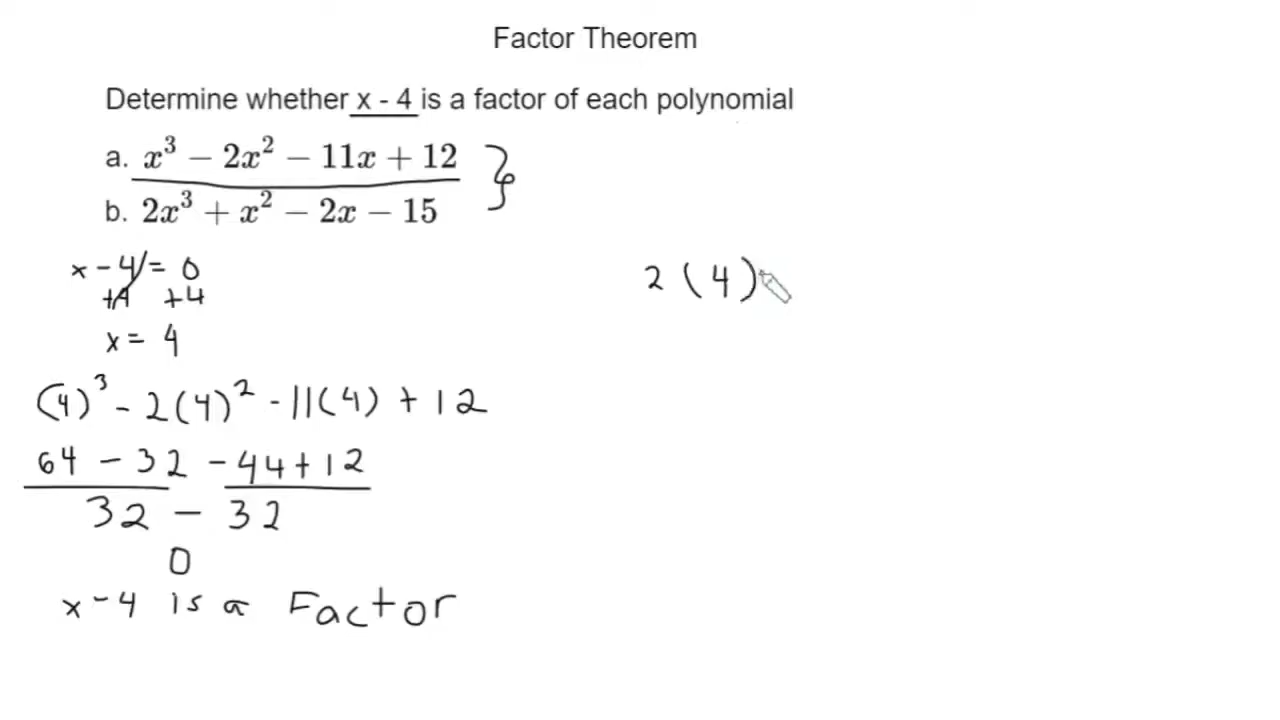 Factor Theorem
Determine whether x - 4 is a factor of each polynomial
a. x³ − 2x² − 11x + 12
b. 2x³ + x² − 2x − 15
x - 4 = 0
+4 +4
x = 4
2 (4)
(4)³ - 2(4)² - 11(4) + 12
64 - 32 - 44 + 12
32 - 32
0
x - 4 is a Factor